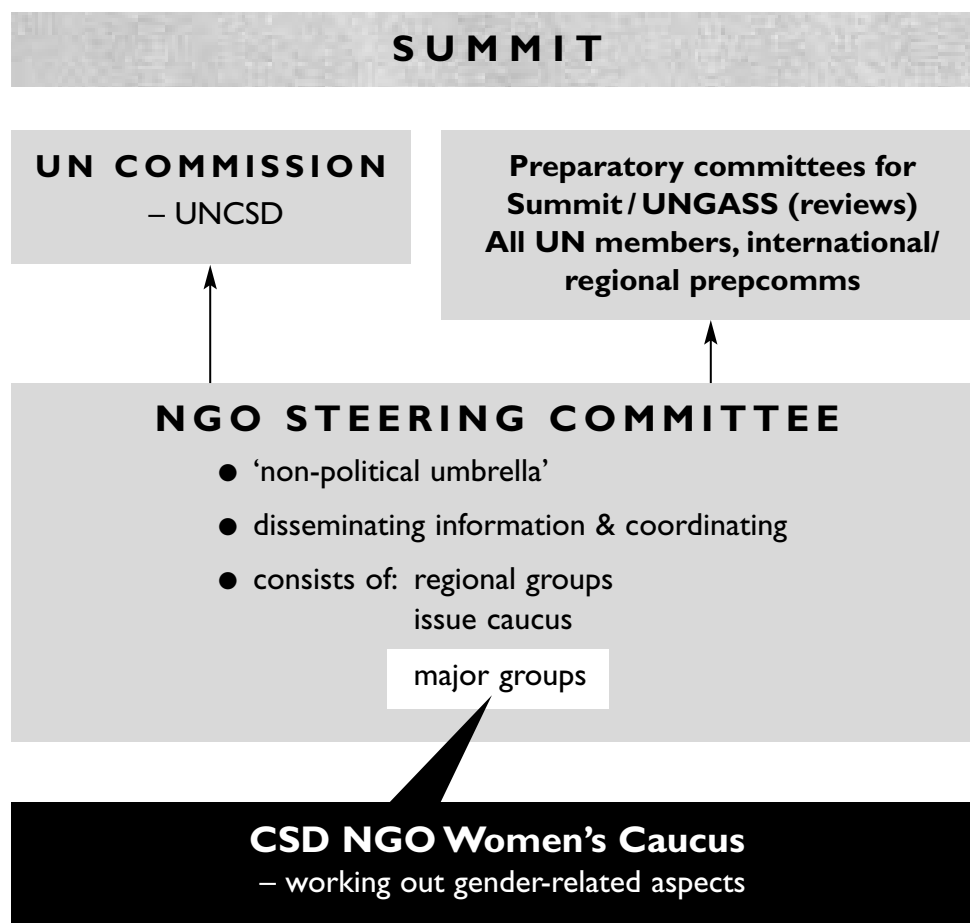 SUMMIT
UN COMMISSION
– UNCSD
Preparatory committees for
Summit / UNGASS (reviews)
All UN members, international/
regional prepcomms
NGO STEERING COMMITTEE
● ‘non-political umbrella’
● disseminating information & coordinating
● consists of: regional groups
issue caucus
major groups
CSD NGO Women’s Caucus
– working out gender-related aspects